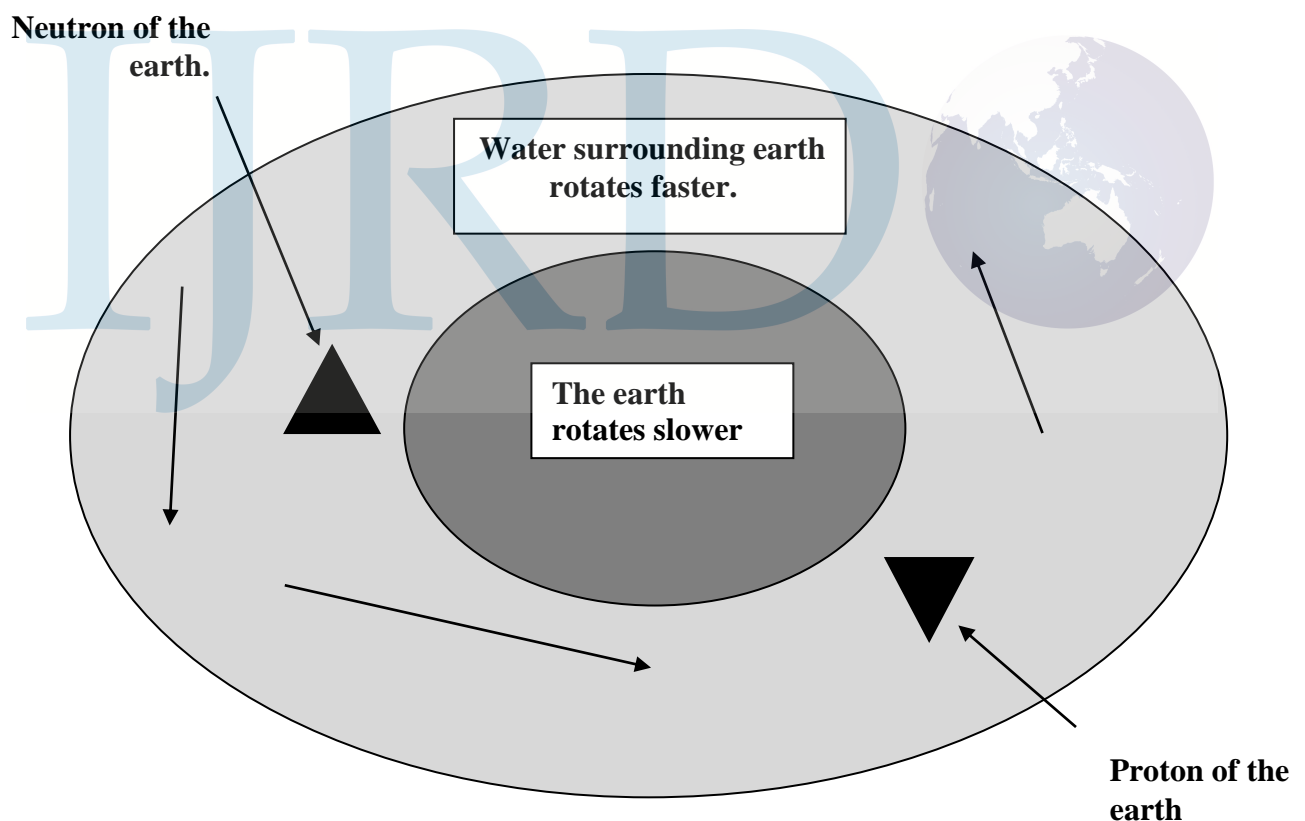 Neutron of the
earth.
IJRD
Water surrounding earth
rotates faster.
The earth
rotates slower
Proton of the
earth